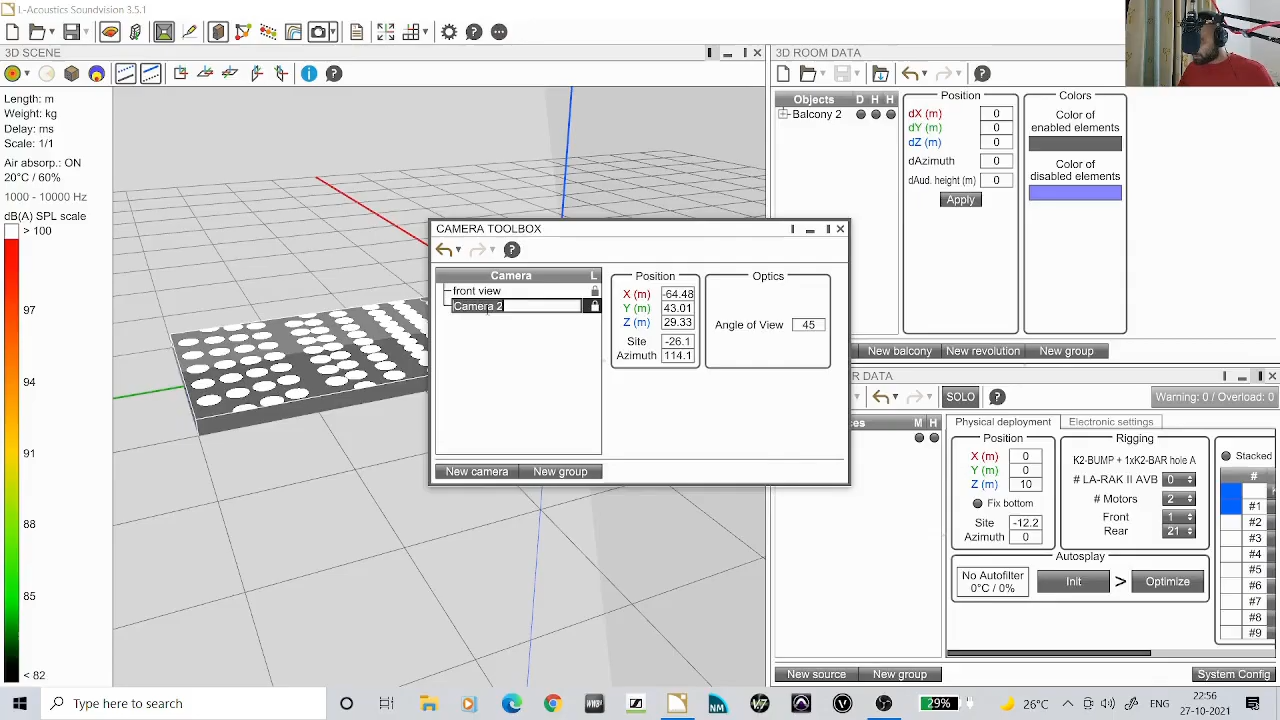 L-Acoustics Soundvision 3.5.1
3D SCENE
Length: m
Weight: kg
Delay: ms
Scale: 1/1
Air absorp.: ON
20°C / 60%
1000 - 10000 Hz
dB(A) SPL scale
> 100
97
94
91
88
85
< 82
CAMERA TOOLBOX
Camera L
front view
Camera 2
Position
X (m) -64.48
Y (m) 43.01
Z (m) 29.33
Site -26.1
Azimuth 114.1
Optics
Angle of View 45
New camera New group
3D ROOM DATA
Objects D H H
Balcony 2
Position
dX (m) 0
dY (m) 0
dZ (m) 0
dAzimuth 0
dAud. height (m) 0
Apply
Colors
Color of
enabled elements
Color of
disabled elements
New balcony New revolution New group
R DATA
SOLO
Warning: 0 / Overload: 0
es M H
Physical deployment Electronic settings
Position
X (m) 0
Y (m) 0
Z (m) 10
Fix bottom
Site -12.2
Azimuth 0
Rigging
K2-BUMP + 1xK2-BAR hole A
# LA-RAK II AVB 0
# Motors 2
Front 1
Rear 21
Stacked
#
#1
#2
#3
#4
#5
#6
#7
#8
#9
Autosplay
No Autofilter
0°C / 0%
Init > Optimize
New source New group System Config
Type here to search
29%
26°C
ENG
22:56
27-10-2021